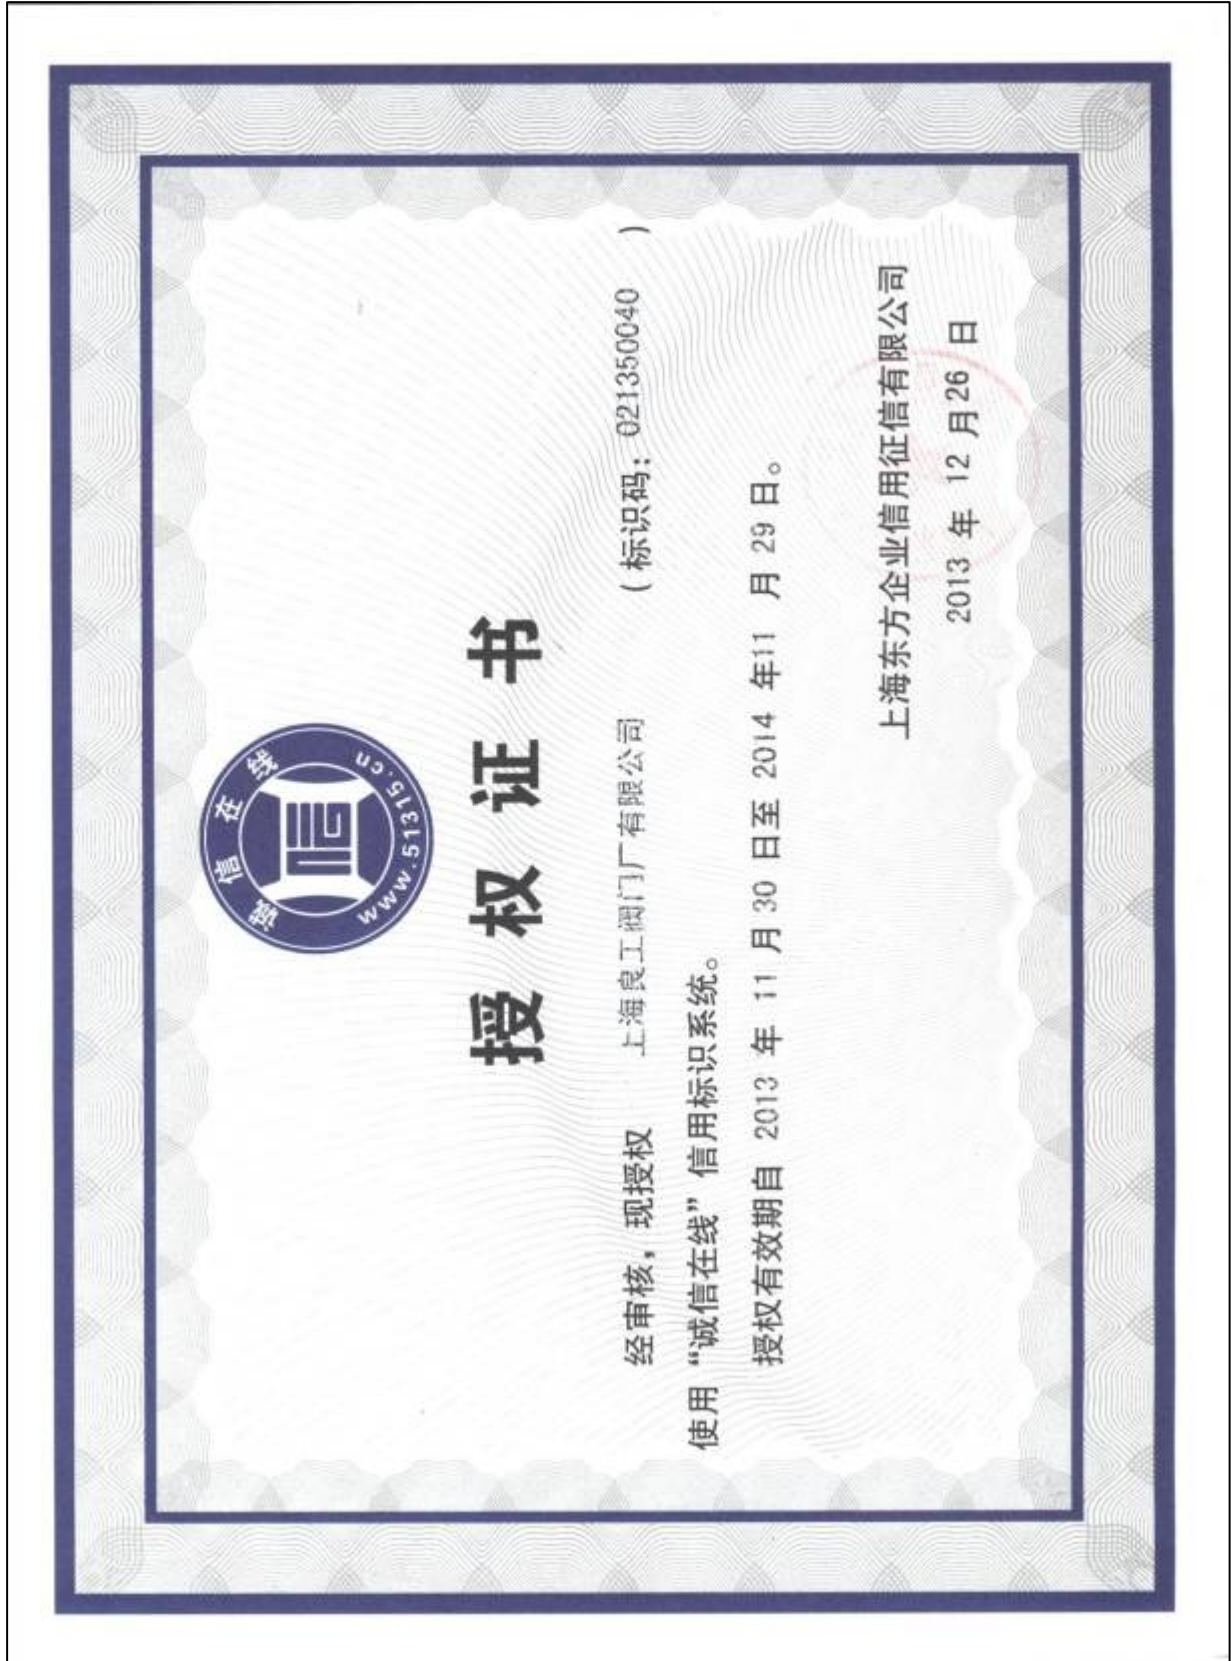 诚信在线
www.51315.cn
授权证书
经审核，现授权 上海良工阀门厂有限公司 （标识码：021350040 ）
使用“诚信在线”信用标识系统。
授权有效期自 2013 年 11 月 30 日至 2014 年11 月 29 日。
上海东方企业信用征信有限公司
2013 年 12 月 26 日